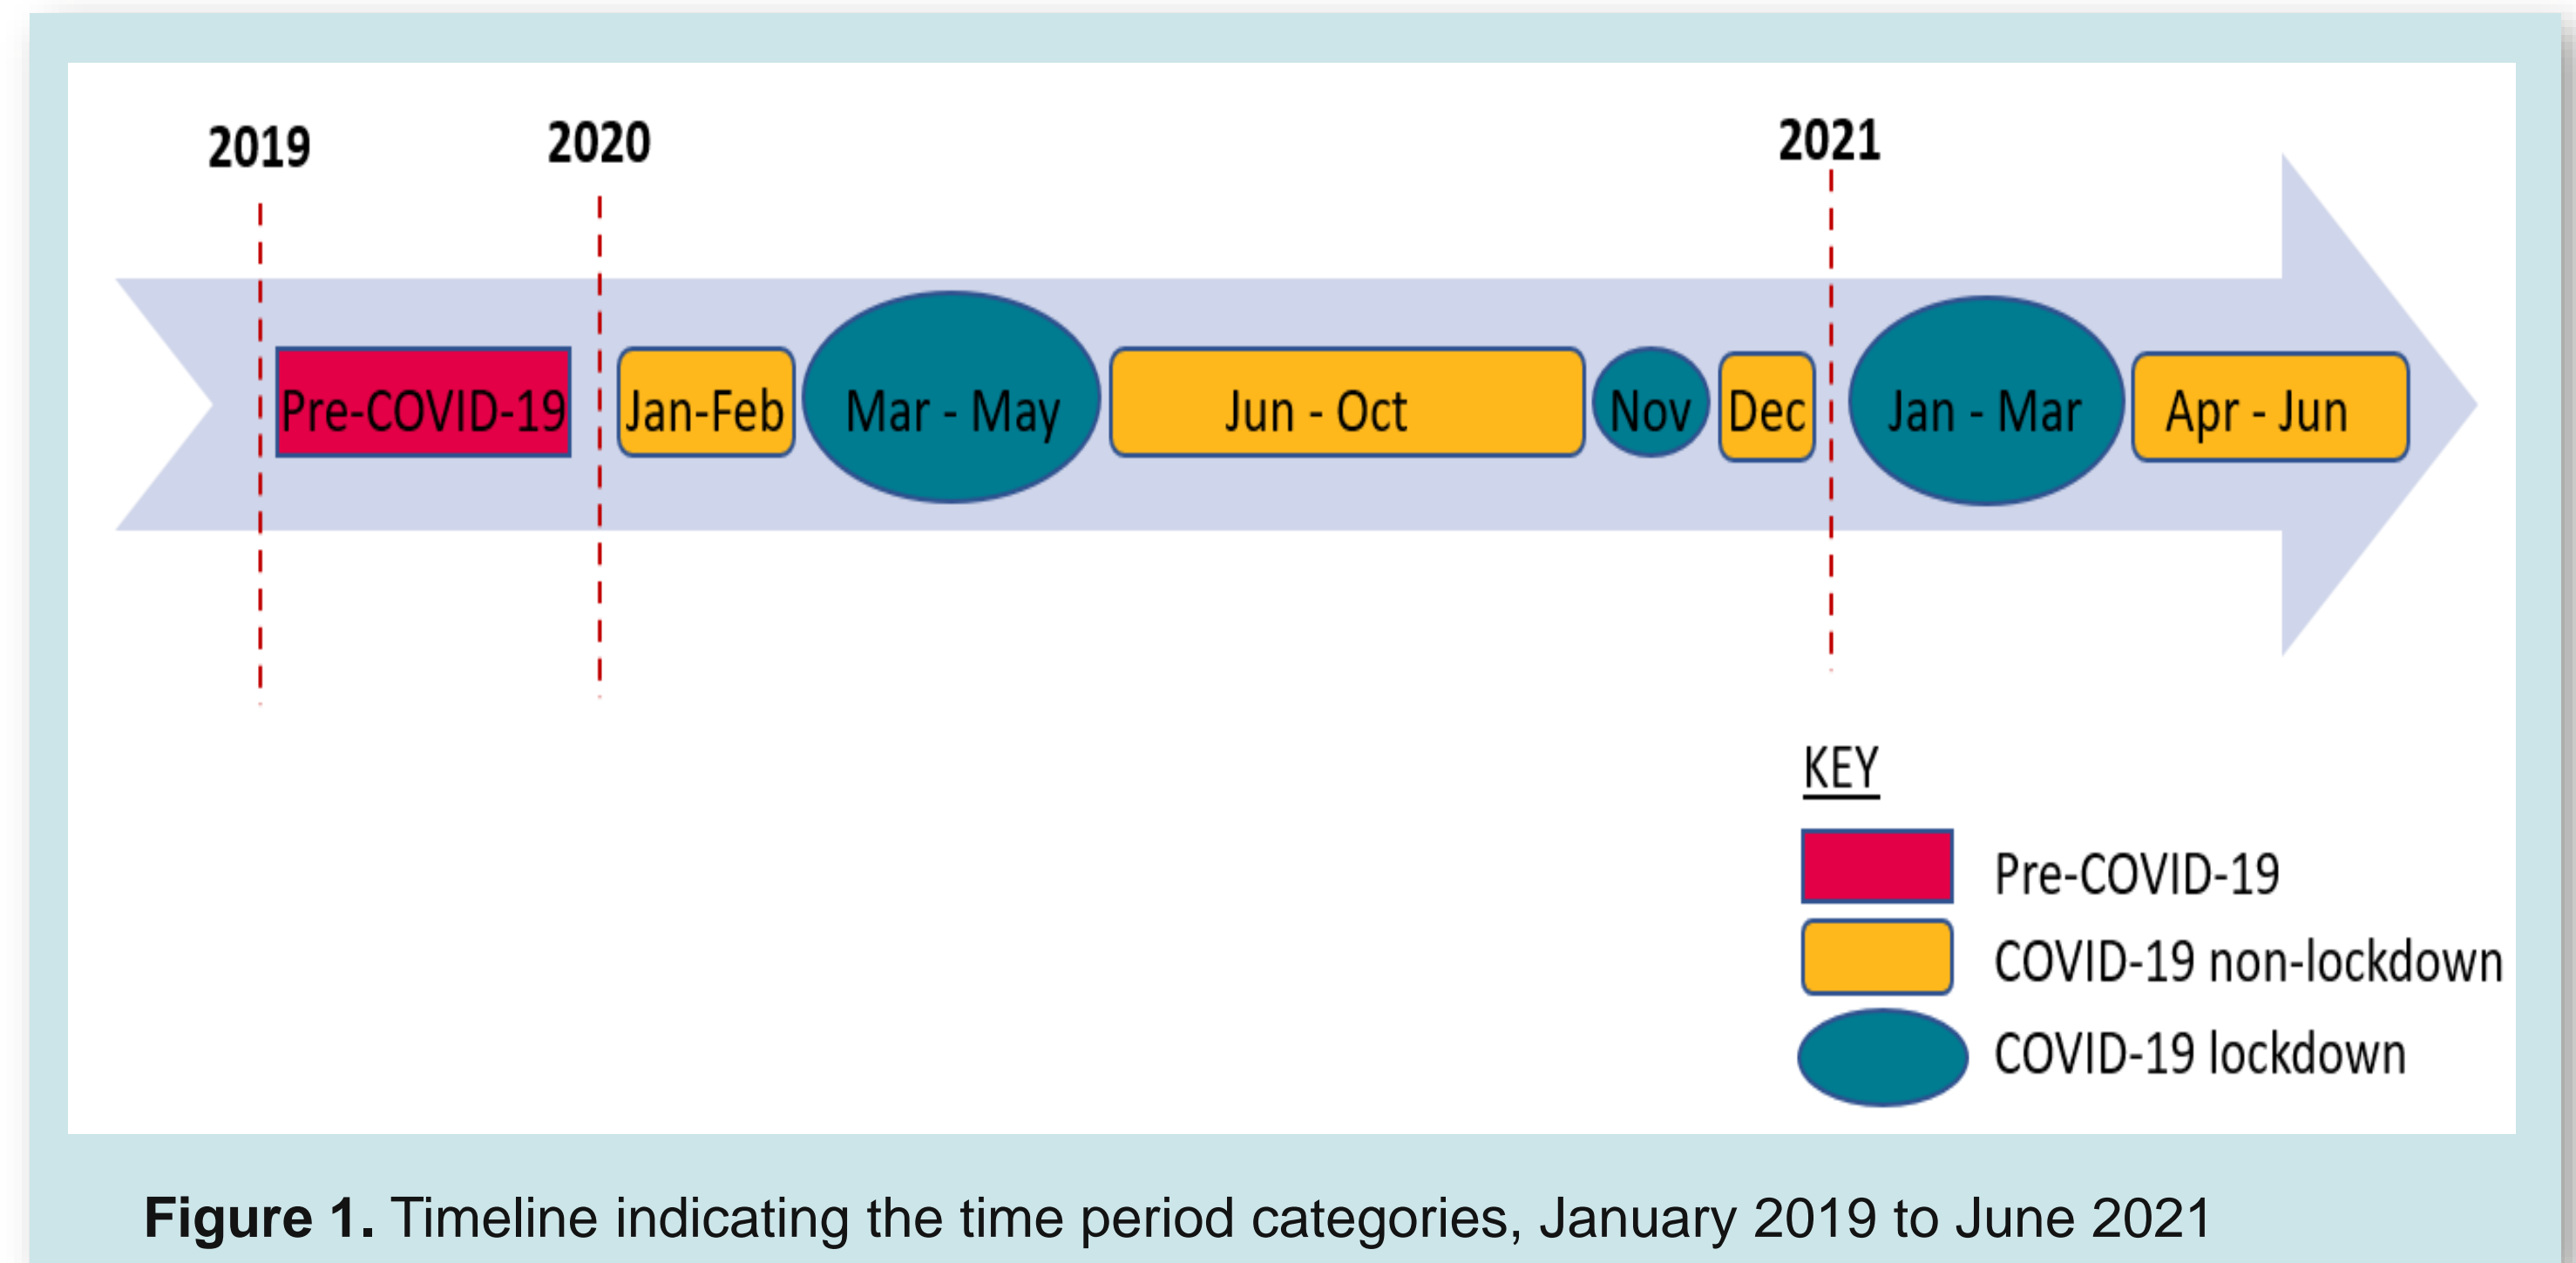 2019
2020
2021
Pre-COVID-19
Jan-Feb
Mar - May
Jun - Oct
Nov
Dec
Jan - Mar
Apr - Jun
KEY
Pre-COVID-19
COVID-19 non-lockdown
COVID-19 lockdown
Figure 1. Timeline indicating the time period categories, January 2019 to June 2021